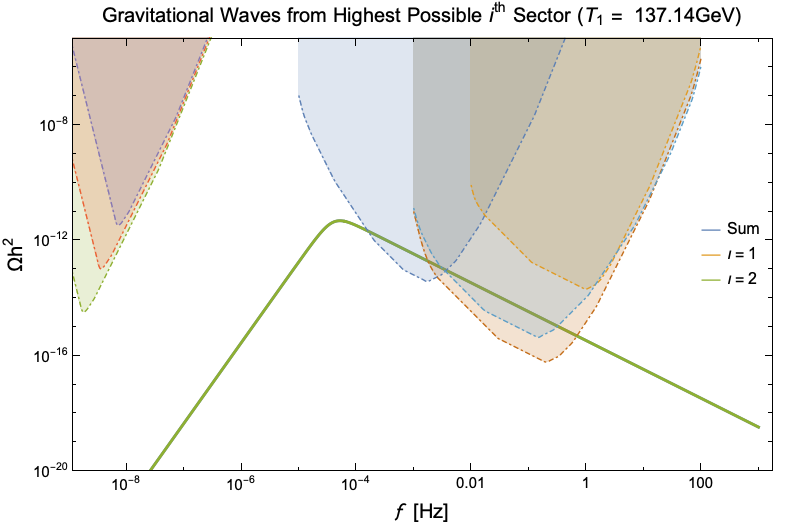 Gravitational Waves from Highest Possible iᵗʰ Sector (T₁ = 137.14GeV)
Ωh²
10⁻⁸
10⁻¹²
10⁻¹⁶
10⁻²⁰
Sum
ı = 1
ı = 2
10⁻⁸ 10⁻⁶ 10⁻⁴ 0.01 1 100
f [Hz]